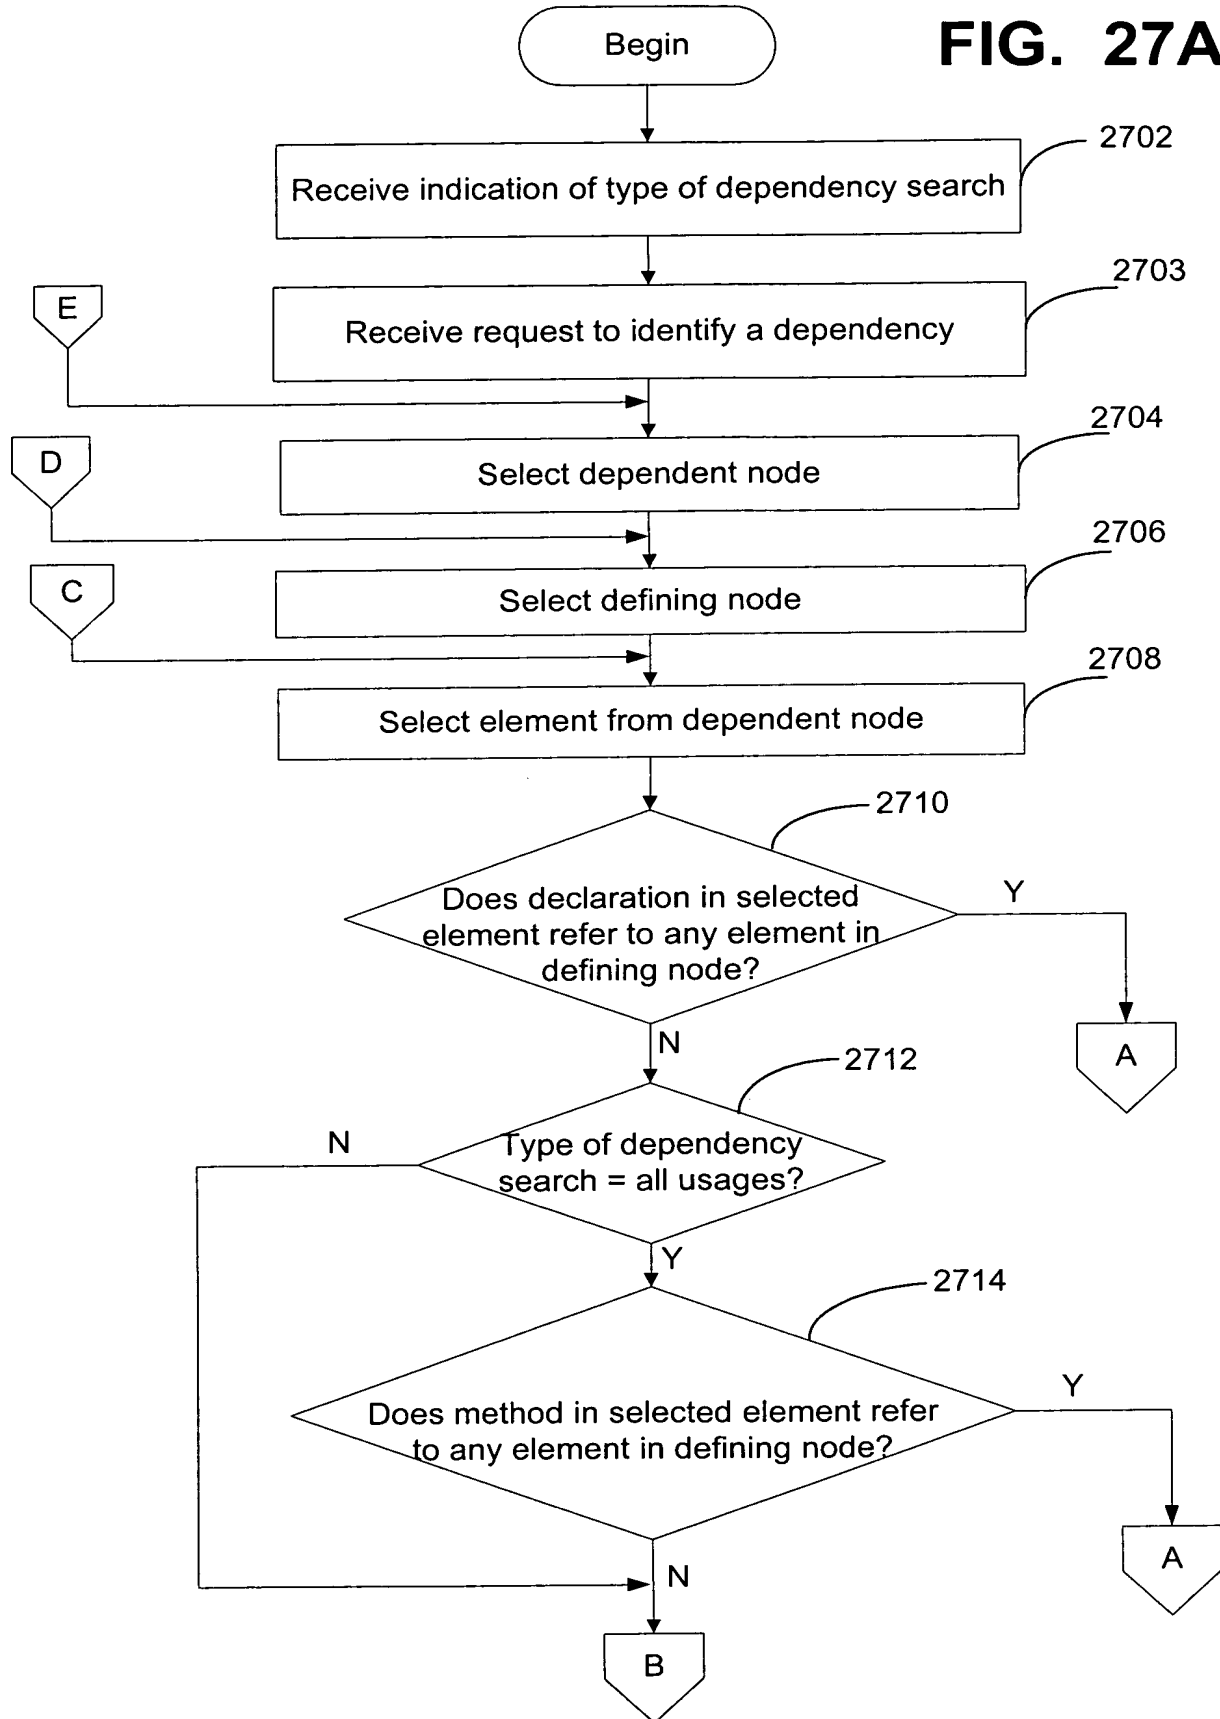 FIG. 27A
Begin
2702
Receive indication of type of dependency search
2703
E
Receive request to identify a dependency
2704
D
Select dependent node
2706
C
Select defining node
2708
Select element from dependent node
2710
Does declaration in selected
element refer to any element in
defining node?
Y
A
N
2712
N
Type of dependency
search = all usages?
Y
2714
Does method in selected element refer
to any element in defining node?
Y
A
N
B